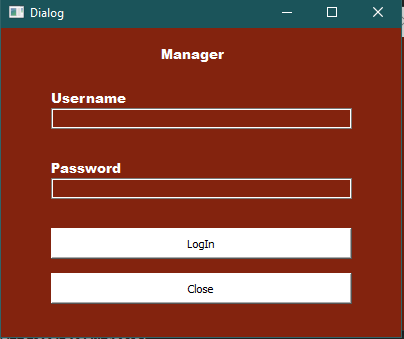 Dialog
Manager
Username
Password
LogIn
Close